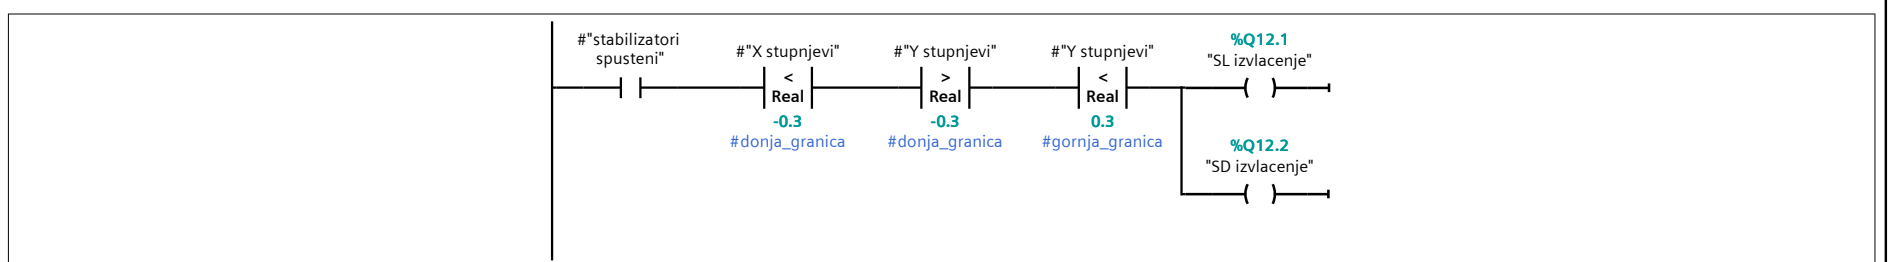 #"stabilizatori
spusteni"
#"X stupnjevi"
<
Real
-0.3
#donja_granica
#"Y stupnjevi"
>
Real
-0.3
#donja_granica
#"Y stupnjevi"
<
Real
0.3
#gornja_granica
%Q12.1
"SL izvlacenje"
%Q12.2
"SD izvlacenje"